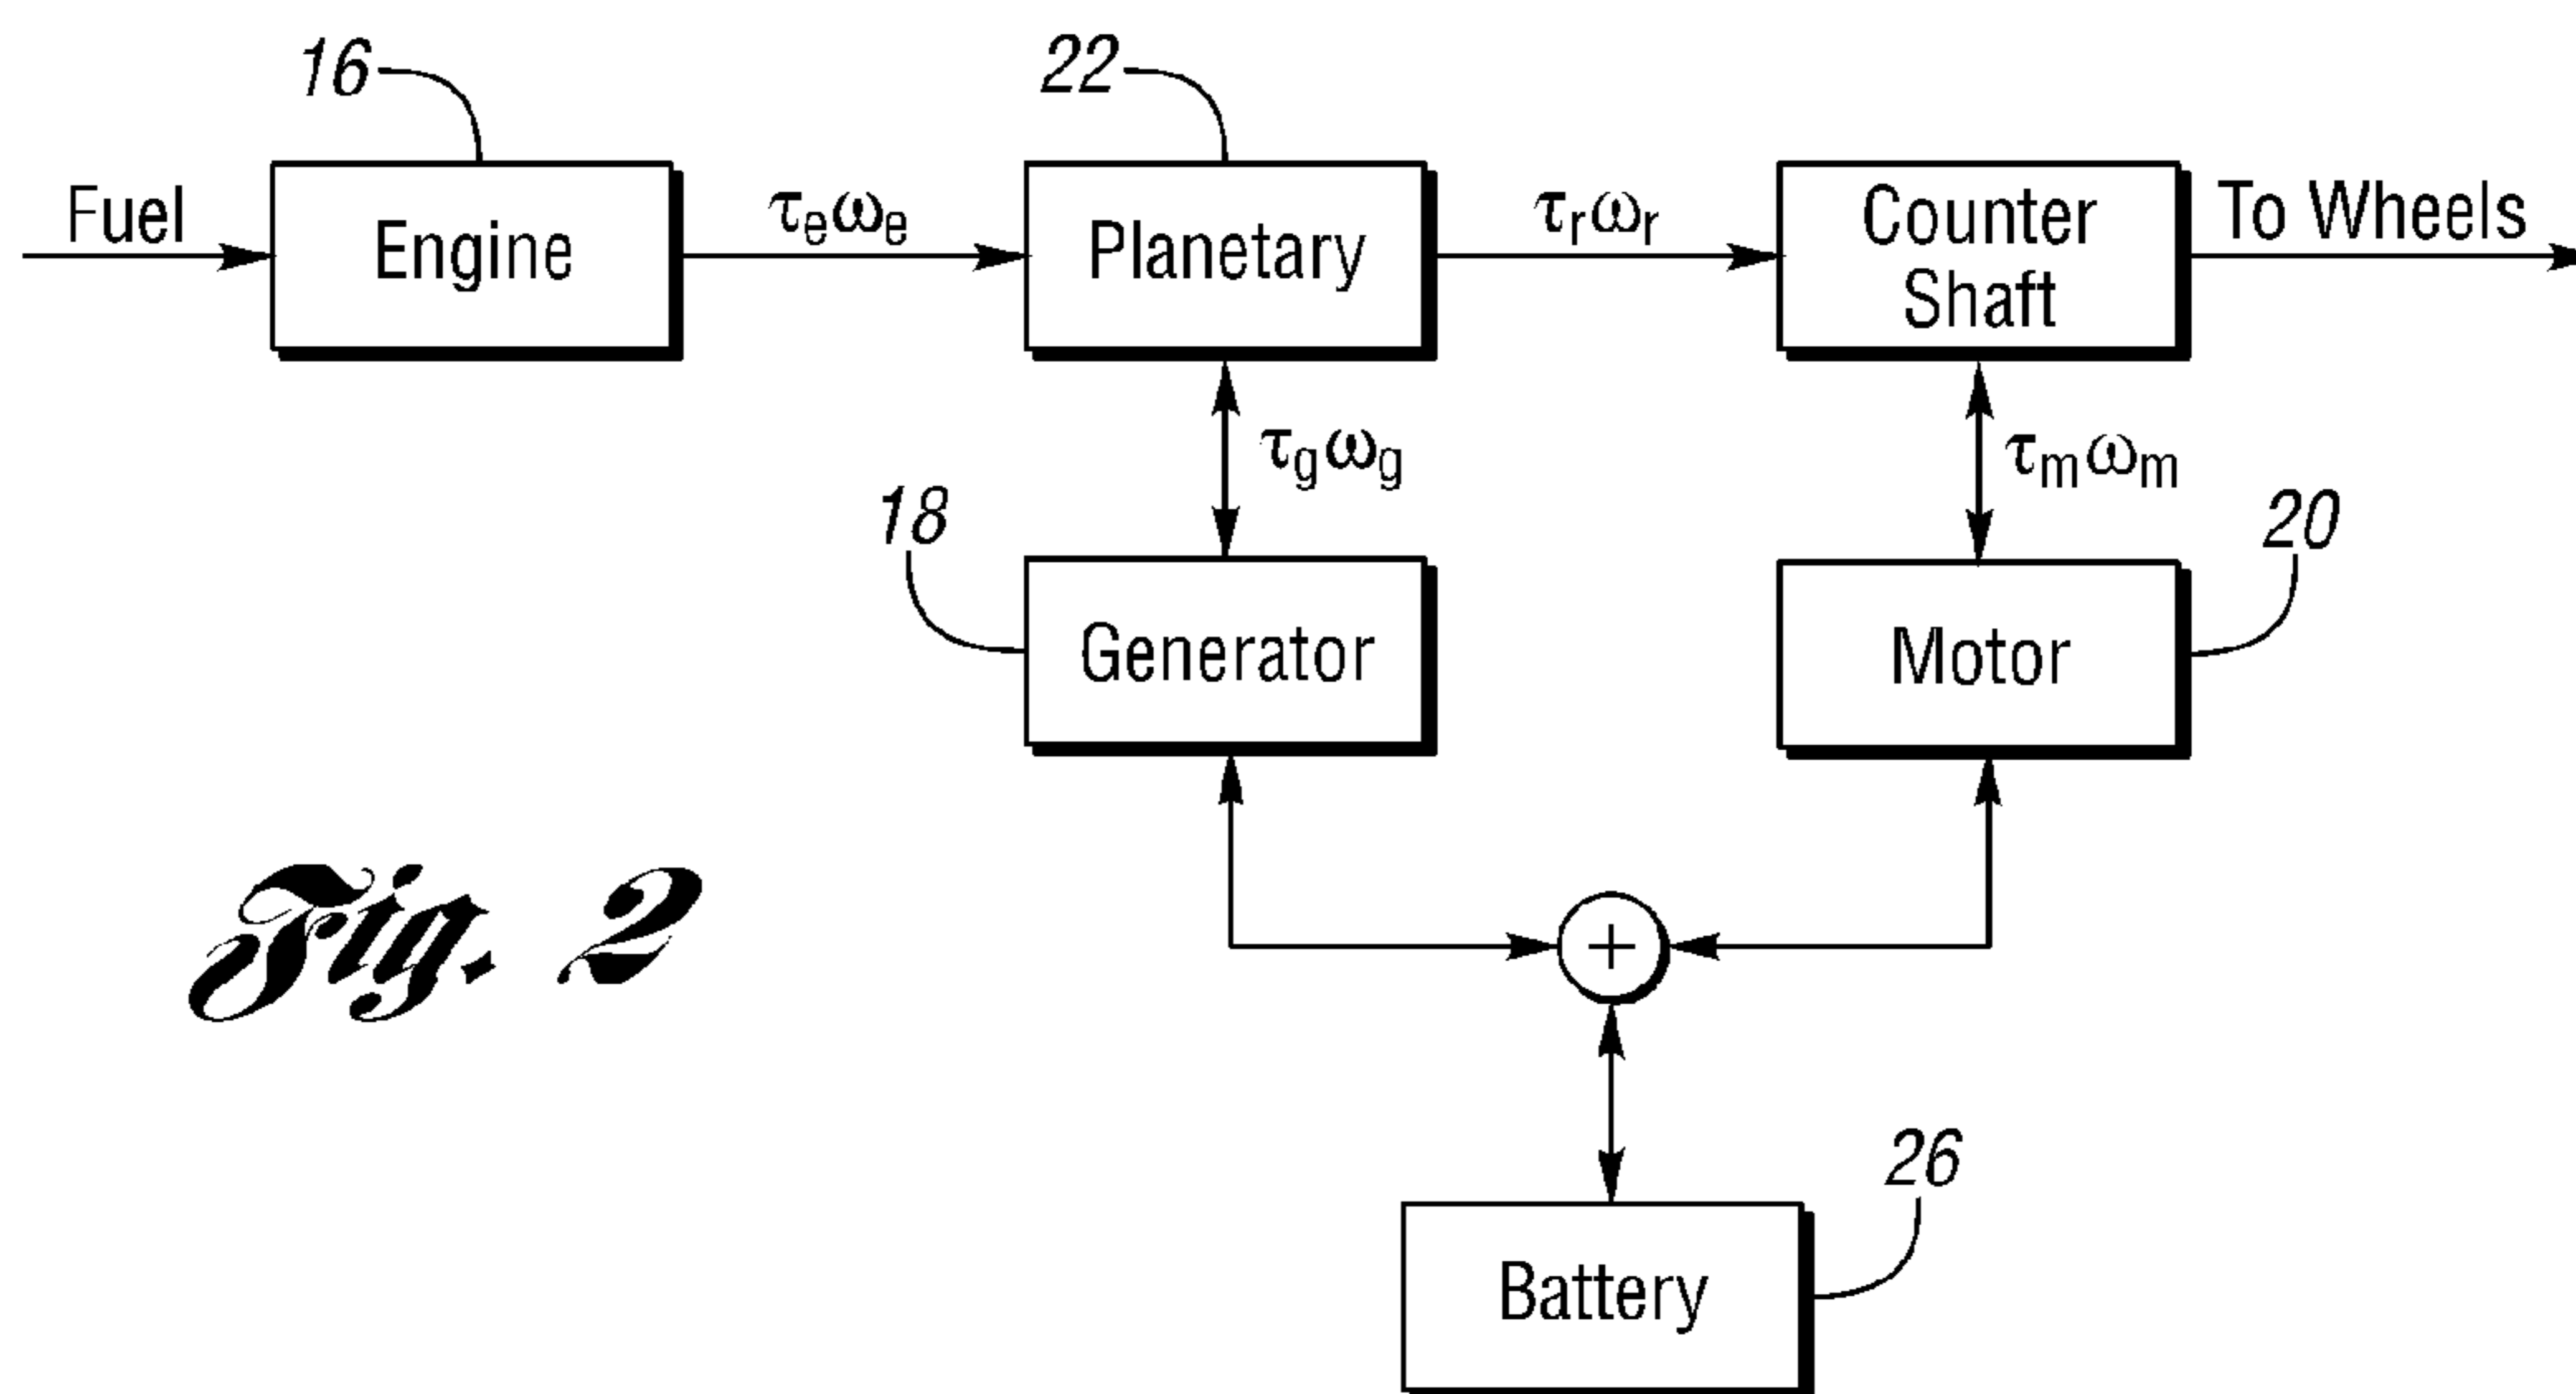 16
22
Fuel
Engine
τₑωₑ
Planetary
τᵣωᵣ
Counter
Shaft
To Wheels
τgωg
τₘωₘ
18
20
Generator
Motor
Fig. 2
+
26
Battery